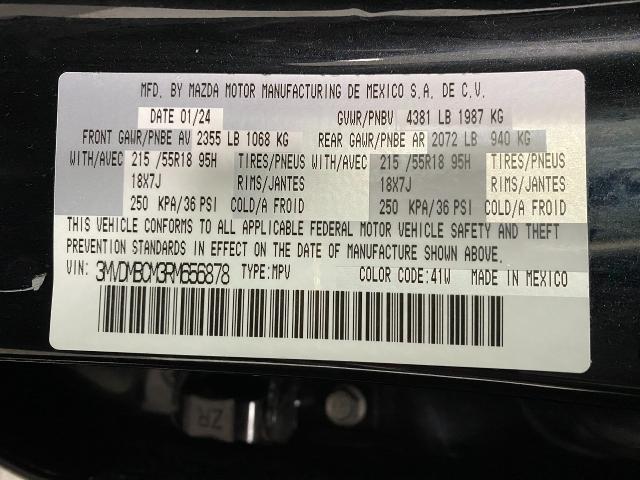 MFD. BY MAZDA MOTOR MANUFACTURING DE MEXICO S.A. DE C.V.
DATE 01/24 GVWR/PNBV 4381 LB 1987 KG
FRONT GAWR/PNBE AV 2355 LB 1068 KG REAR GAWR/PNBE AR 2072 LB 940 KG
WITH/AVEC 215 /55R18 95H TIRES/PNEUS WITH/AVEC 215 /55R18 95H TIRES/PNEUS
18X7J RIMS/JANTES 18X7J RIMS/JANTES
250 KPA/36 PSI COLD/A FROID 250 KPA/36 PSI COLD/A FROID
THIS VEHICLE CONFORMS TO ALL APPLICABLE FEDERAL MOTOR VEHICLE SAFETY AND THEFT
PREVENTION STANDARDS IN EFFECT ON THE DATE OF MANUFACTURE SHOWN ABOVE.
VIN: 3MVDMBCM3RM656878 TYPE:MPV COLOR CODE:41W MADE IN MEXICO
ZR